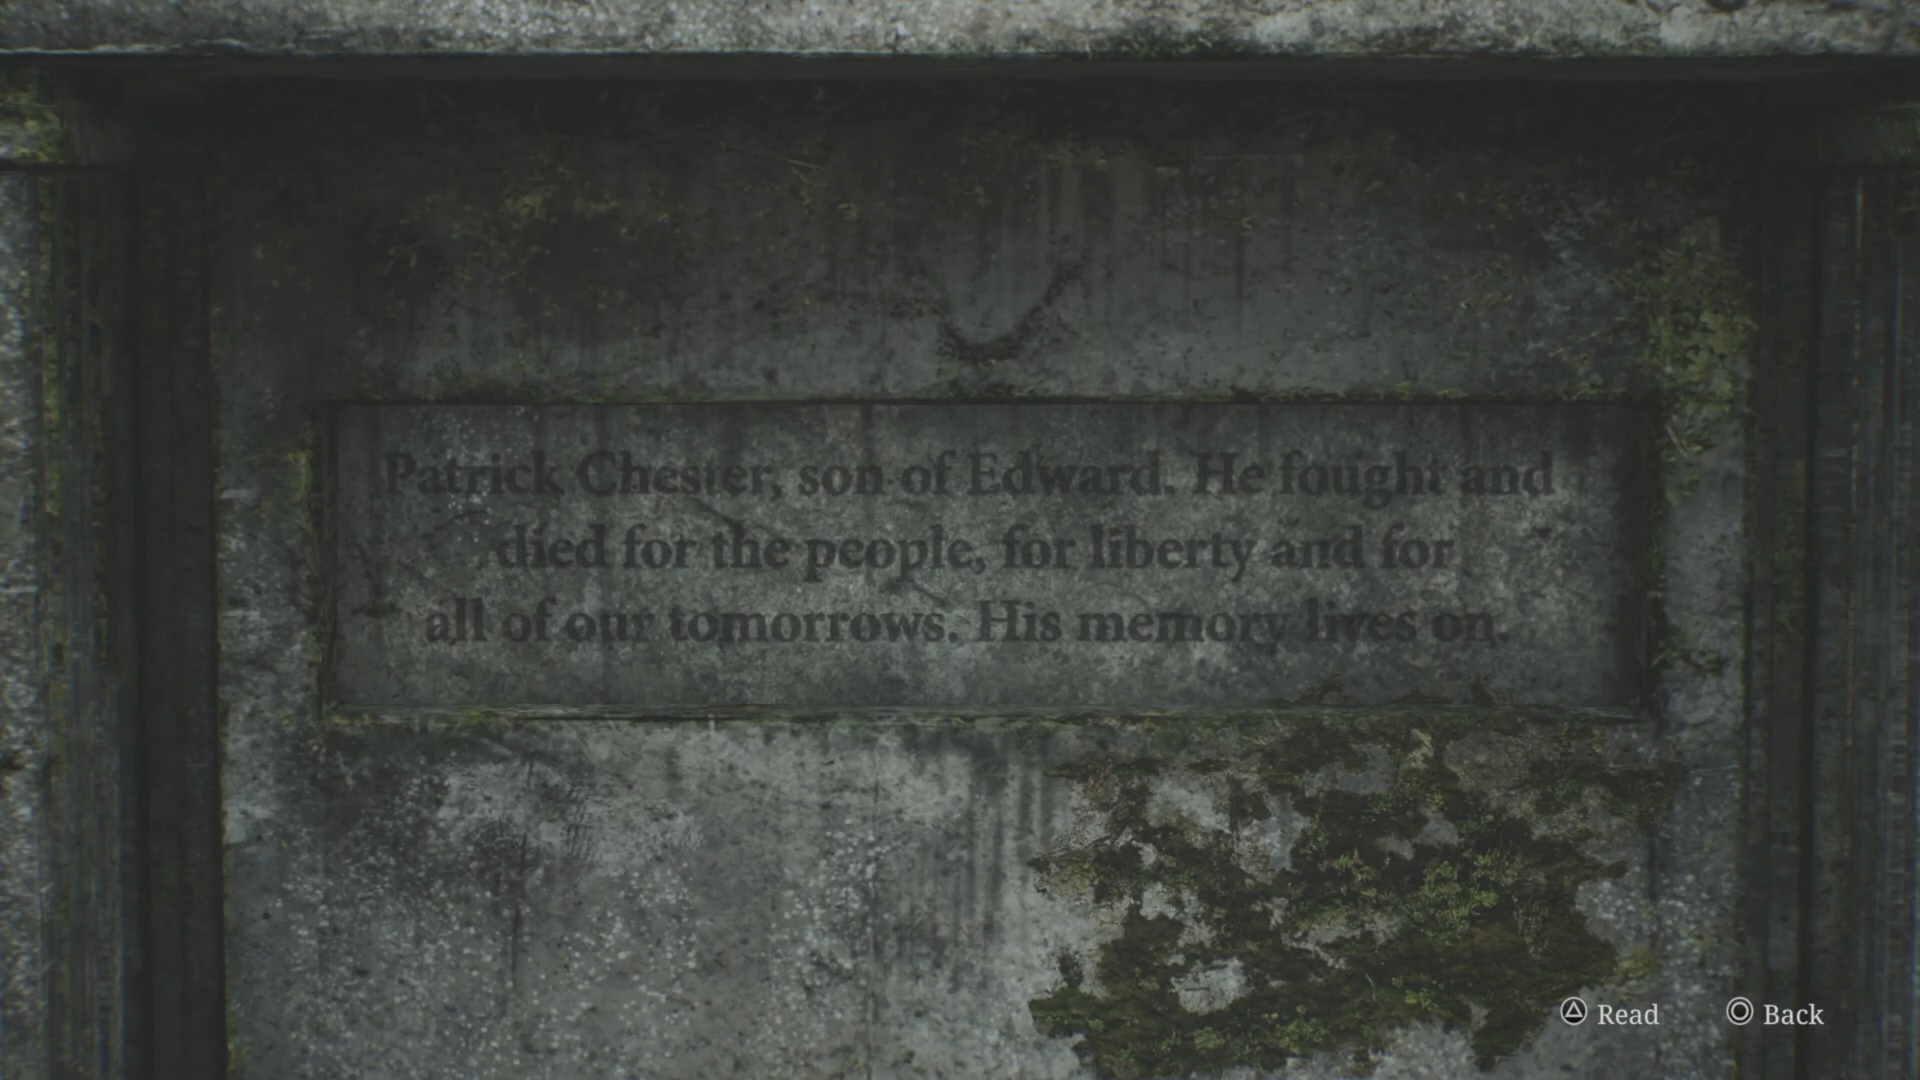 Patrick Chester, son of Edward. He fought and
died for the people, for liberty and for
all of our tomorrows. His memory lives on.
Read
Back